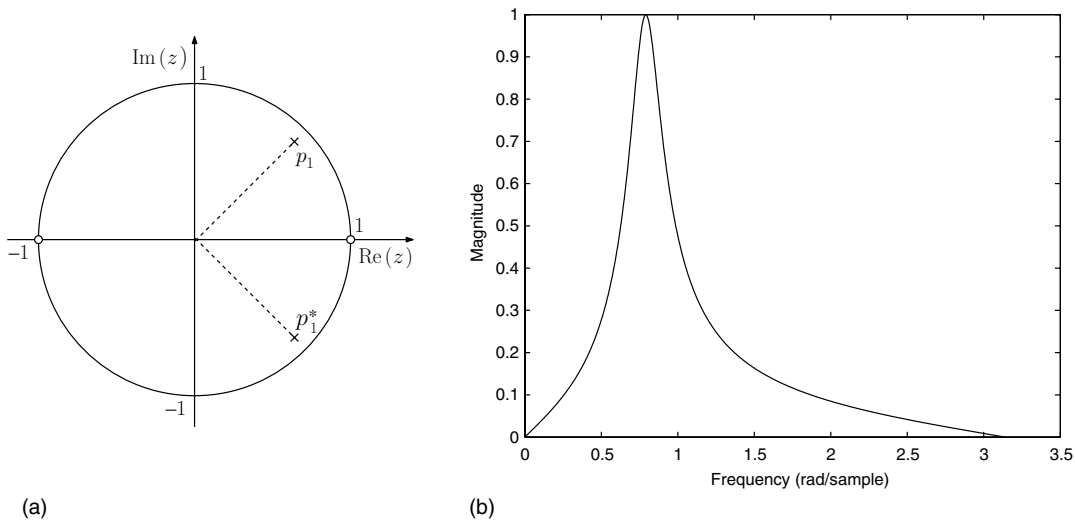 Im (z)
1
p₁
−1
1
Re (z)
p₁*
−1
(a)
1
0.9
0.8
0.7
0.6
0.5
0.4
0.3
0.2
0.1
0
Magnitude
0 0.5 1 1.5 2 2.5 3 3.5
Frequency (rad/sample)
(b)